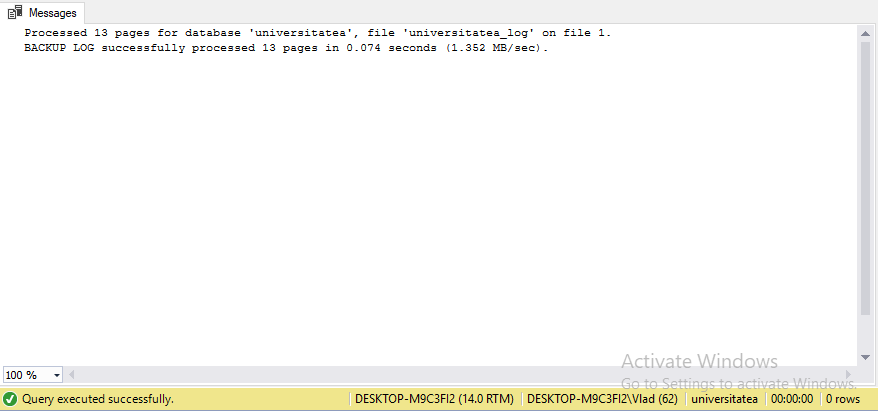 Messages
Processed 13 pages for database 'universitatea', file 'universitatea_log' on file 1.
BACKUP LOG successfully processed 13 pages in 0.074 seconds (1.352 MB/sec).
Activate Windows
100 %
Go to Settings to activate Windows.
Query executed successfully. DESKTOP-M9C3FI2 (14.0 RTM) DESKTOP-M9C3FI2\Vlad (62) universitatea 00:00:00 0 rows